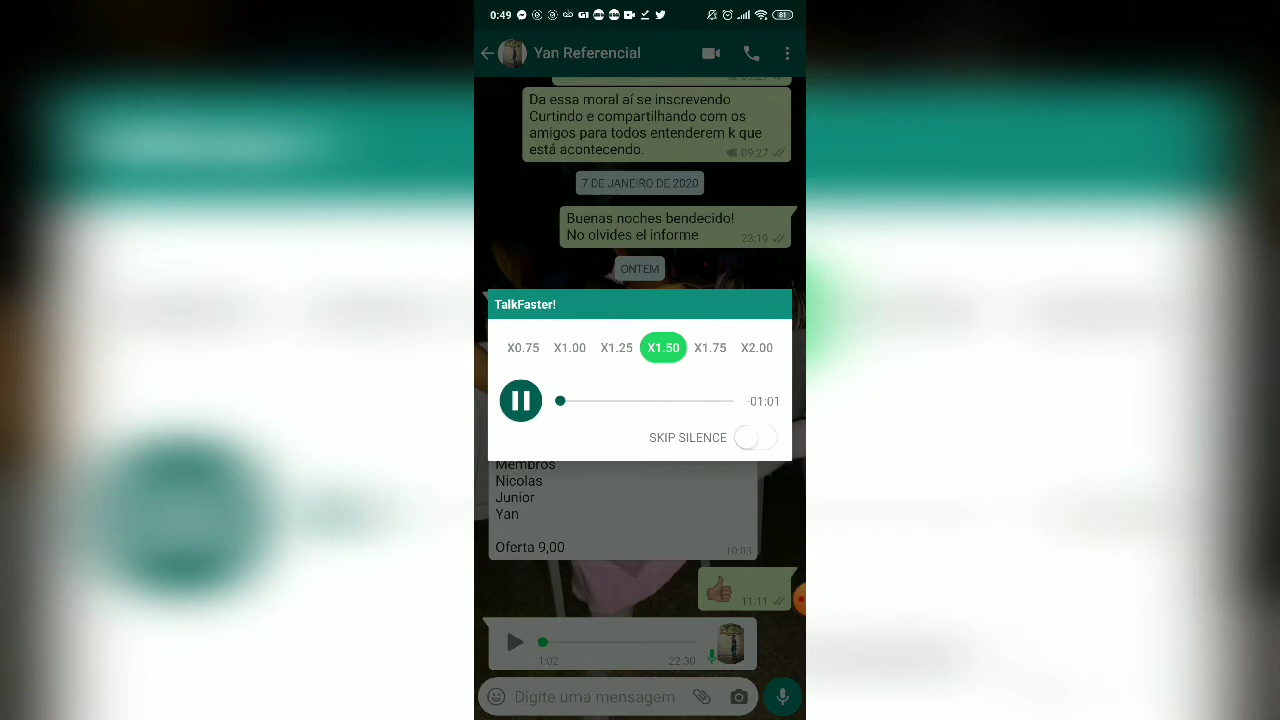 0:49
81
Yan Referencial
09:27
Da essa moral aí se inscrevendo
Curtindo e compartilhando com os
amigos para todos entenderem k que
está acontecendo.
09:27
7 DE JANEIRO DE 2020
Buenas noches bendecido!
No olvides el informe
23:19
ONTEM
TalkFaster!
X0.75 X1.00 X1.25 X1.50 X1.75 X2.00
-01:01
SKIP SILENCE
Membros
Nicolas
Junior
Yan
Oferta 9,00
10:03
11:11
1:02
22:30
Digite uma mensagem